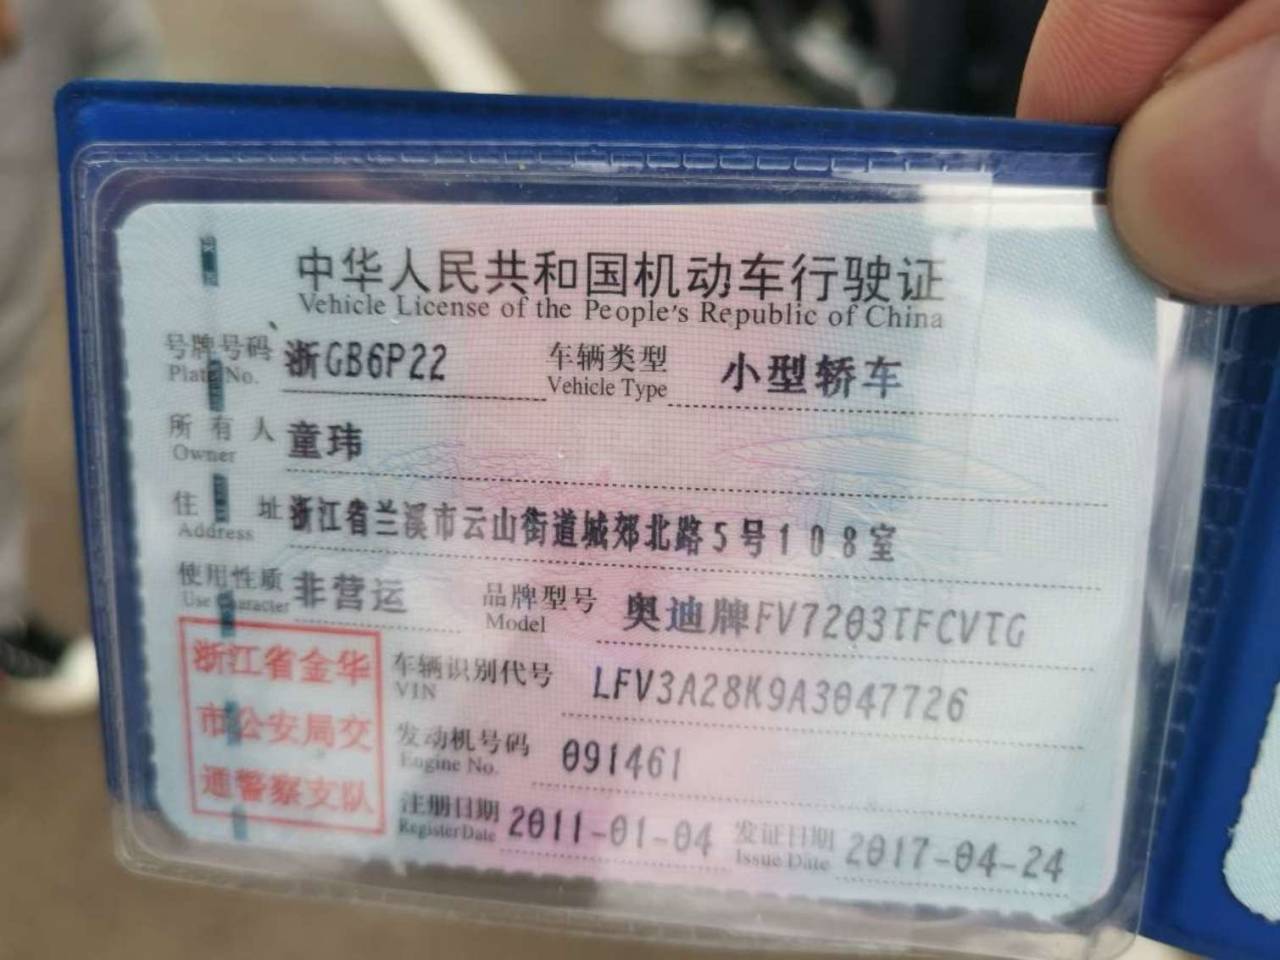 中华人民共和国机动车行驶证
Vehicle License of the People's Republic of China
号牌号码 浙GB6P22 车辆类型 小型轿车
Plate No. Vehicle Type
所有人 童玮
Owner
住址 浙江省兰溪市云山街道城郊北路5号108室
Address
使用性质 非营运 品牌型号 奥迪牌FV7203TFCVTG
Use Character Model
浙江省金华
市公安局交
通警察支队
车辆识别代号 LFV3A28K9A3047726
VIN
发动机号码 091461
Engine No.
注册日期 2011-01-04 发证日期 2017-04-24
Register Date Issue Date